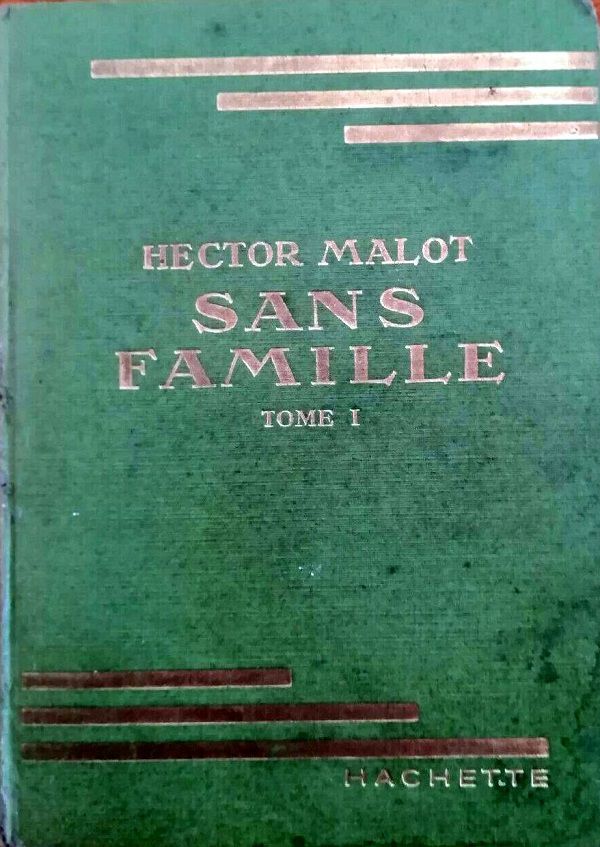 HECTOR MALOT
SANS
FAMILLE
TOME I
HACHETTE